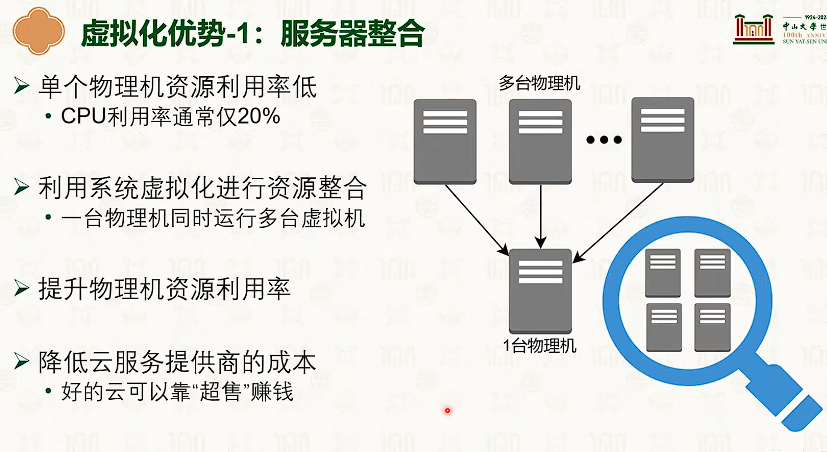 虚拟化优势-1：服务器整合
1924-202
中山大學世
100th ANNIV
SUN YAT-SEN UNI
➢ 单个物理机资源利用率低
• CPU利用率通常仅20%
➢ 利用系统虚拟化进行资源整合
• 一台物理机同时运行多台虚拟机
➢ 提升物理机资源利用率
➢ 降低云服务提供商的成本
• 好的云可以靠“超售”赚钱
多台物理机
1台物理机